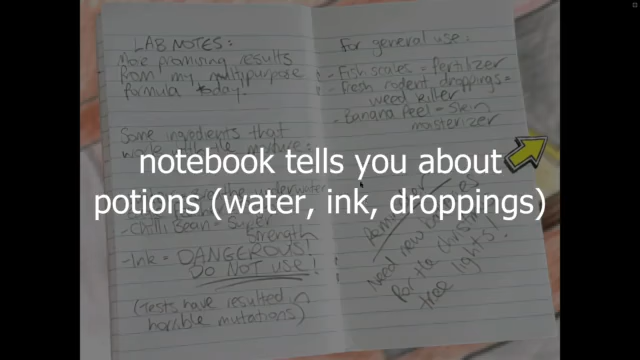 LAB NOTES:
More promising results
from my multipurpose
formula today.
Some ingredients that
work
underwater
- Chilli Bean = Super
Strength
- Ink = DANGEROUS!
DO NOT USE!
(Tests have resulted in
horrible mutations)
For general use:
- Fish scales = fertilizer
- Fresh rodent droppings =
weed killer
- Banana Peel = Skin
moisterizer
Need new
for the christmas
tree lights!
notebook tells you about
potions (water, ink, droppings)